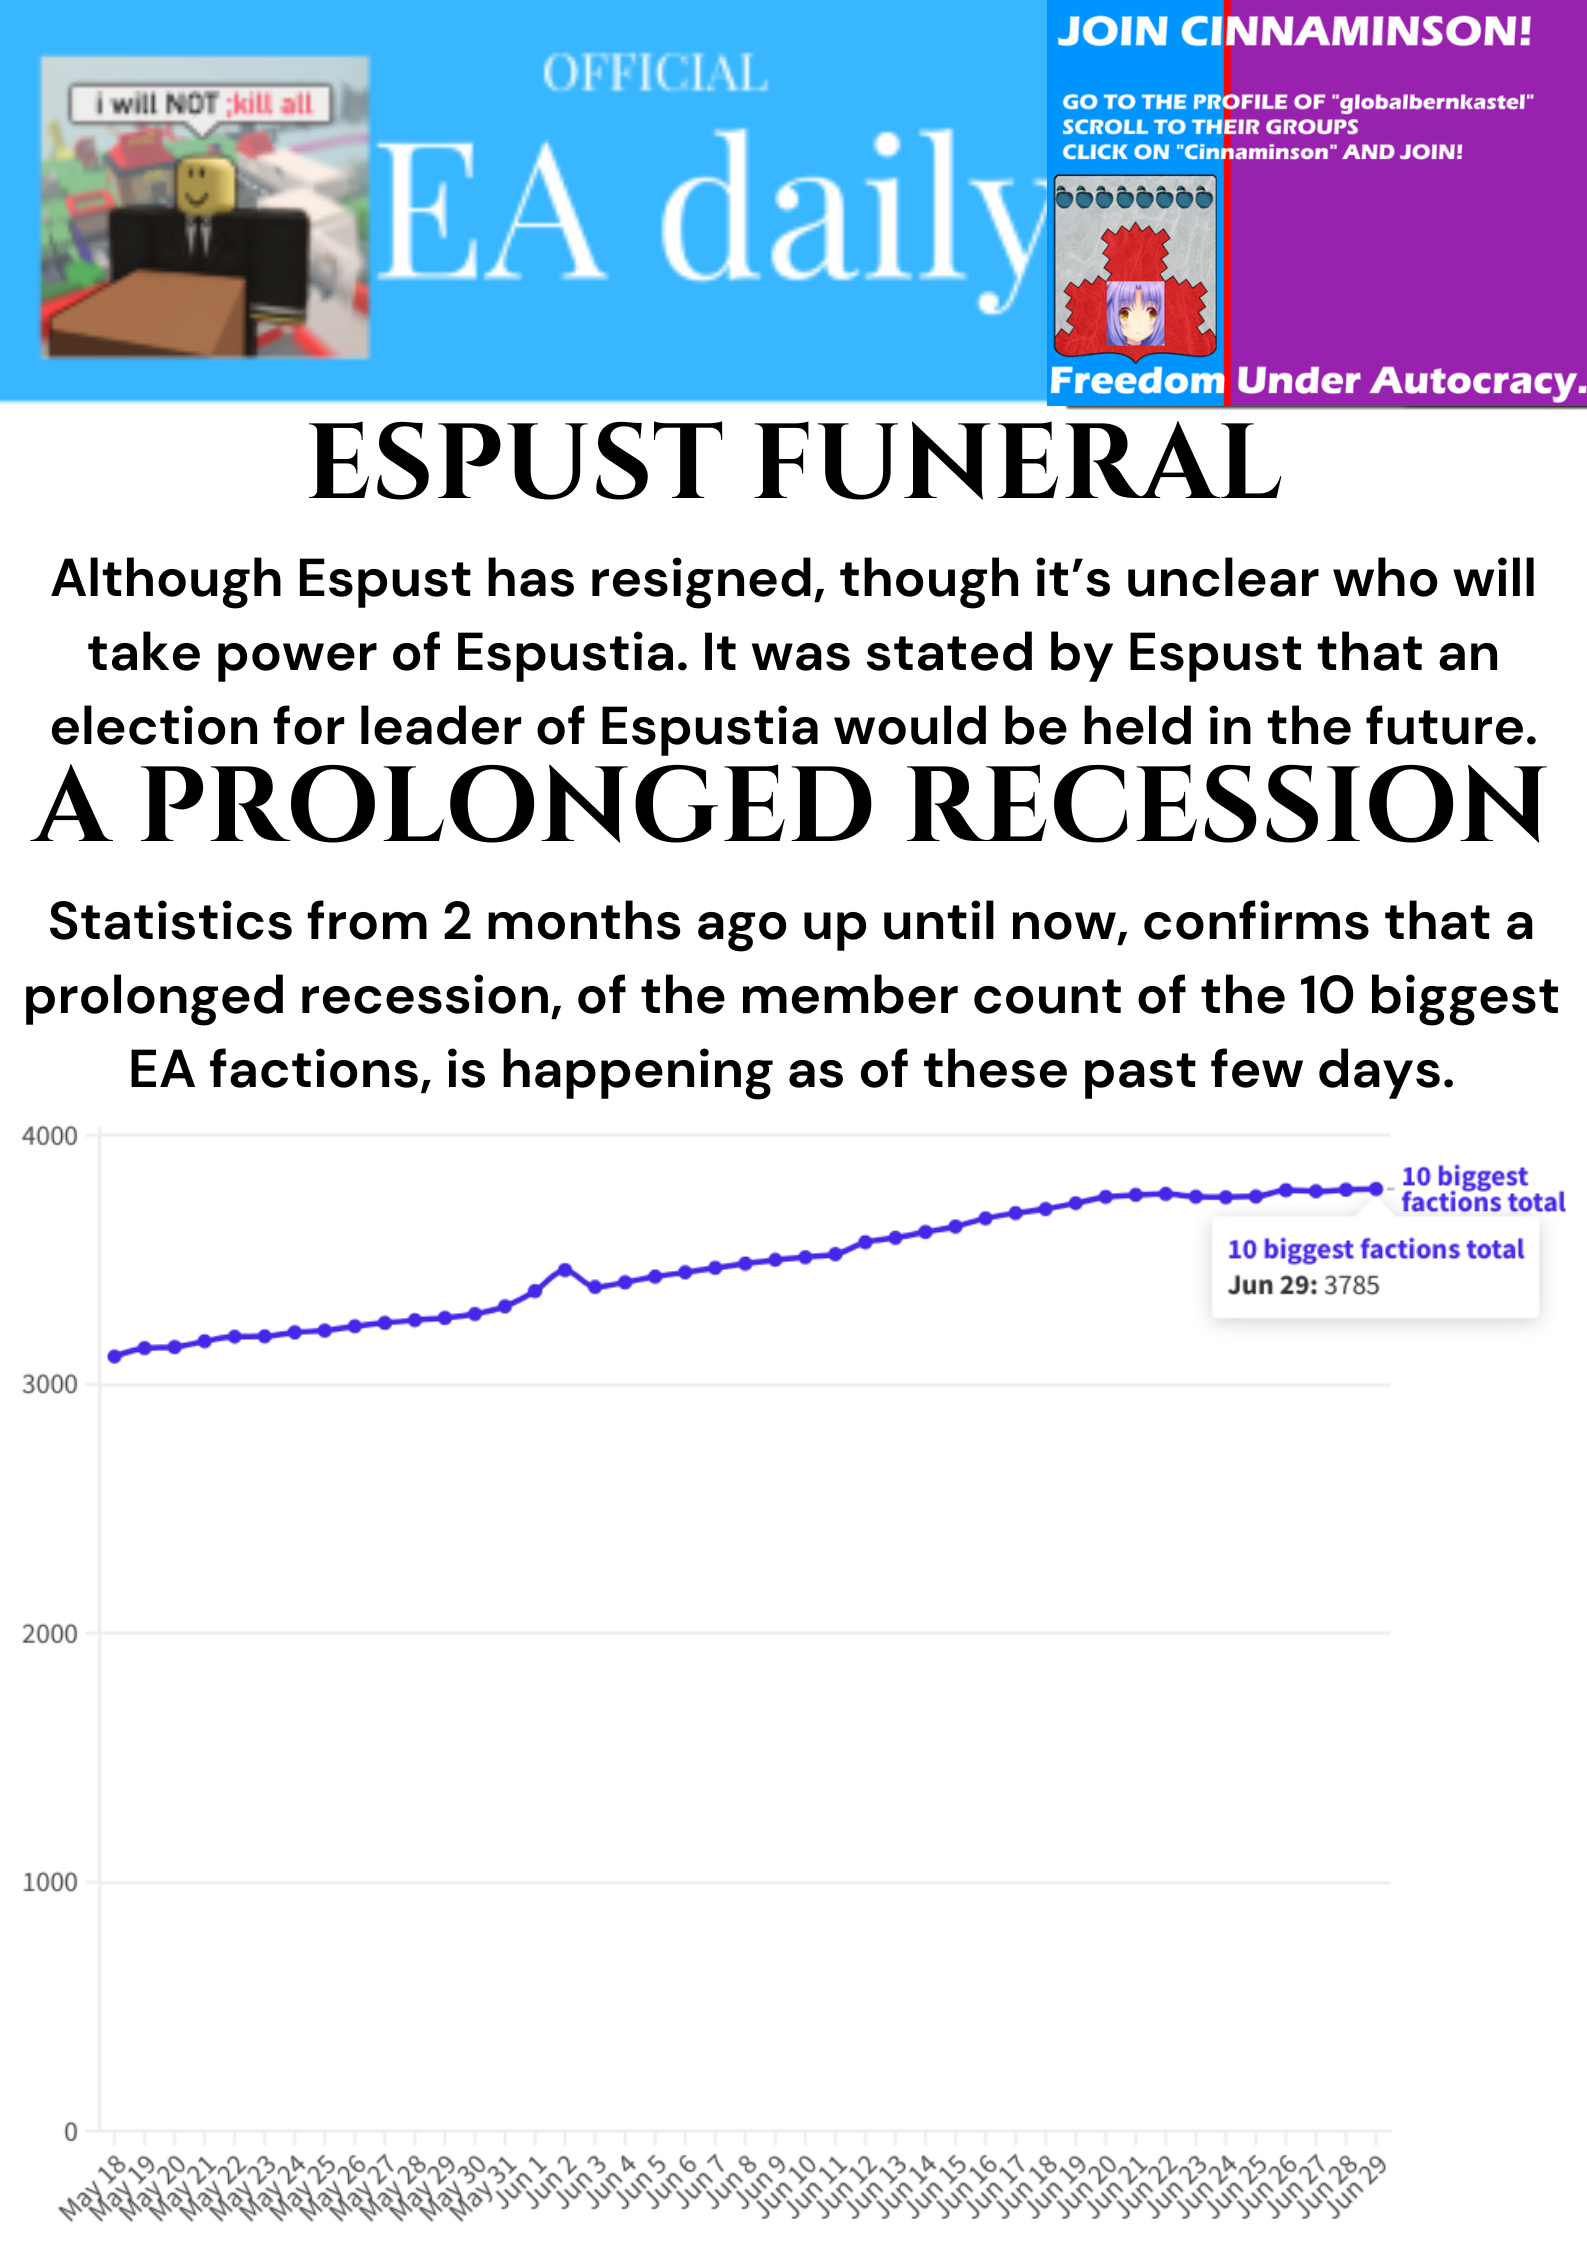 i will NOT ;kill all
OFFICIAL
EA daily
JOIN CINNAMINSON!
GO TO THE PROFILE OF "globalbernkastel"
SCROLL TO THEIR GROUPS
CLICK ON "Cinnaminson" AND JOIN!
Freedom Under Autocracy.
ESPUST FUNERAL
Although Espust has resigned, though it’s unclear who will
take power of Espustia. It was stated by Espust that an
election for leader of Espustia would be held in the future.
A PROLONGED RECESSION
Statistics from 2 months ago up until now, confirms that a
prolonged recession, of the member count of the 10 biggest
EA factions, is happening as of these past few days.
4000
10 biggest
factions total
10 biggest factions total
Jun 29: 3785
3000
2000
1000
0
May 18
May 19
May 20
May 21
May 22
May 23
May 24
May 25
May 26
May 27
May 28
May 29
May 30
May 31
Jun 1
Jun 2
Jun 3
Jun 4
Jun 5
Jun 6
Jun 7
Jun 8
Jun 9
Jun 10
Jun 11
Jun 12
Jun 13
Jun 14
Jun 15
Jun 16
Jun 17
Jun 18
Jun 19
Jun 20
Jun 21
Jun 22
Jun 23
Jun 24
Jun 25
Jun 26
Jun 27
Jun 28
Jun 29